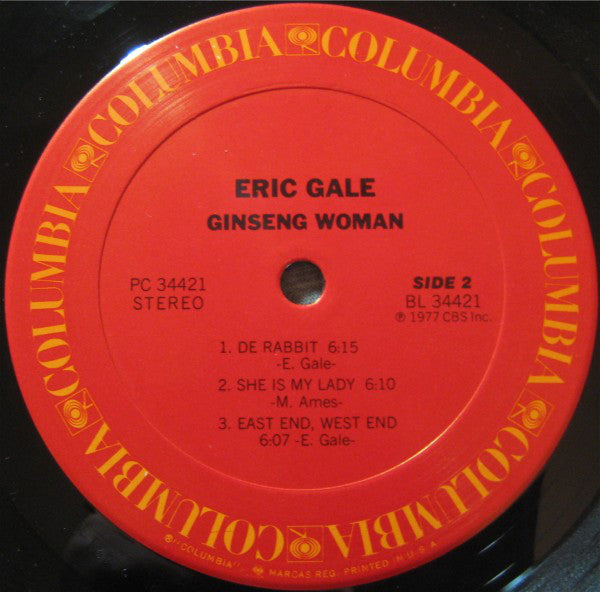 COLUMBIA COLUMBIA COLUMBIA COLUMBIA COLUMBIA COLUMBIA
ERIC GALE
GINSENG WOMAN
PC 34421
STEREO
SIDE 2
BL 34421
℗ 1977 CBS Inc.
1. DE RABBIT 6:15
-E. Gale-
2. SHE IS MY LADY 6:10
-M. Ames-
3. EAST END, WEST END
6:07 -E. Gale-
®"COLUMBIA", MARCAS REG. PRINTED IN U.S.A.